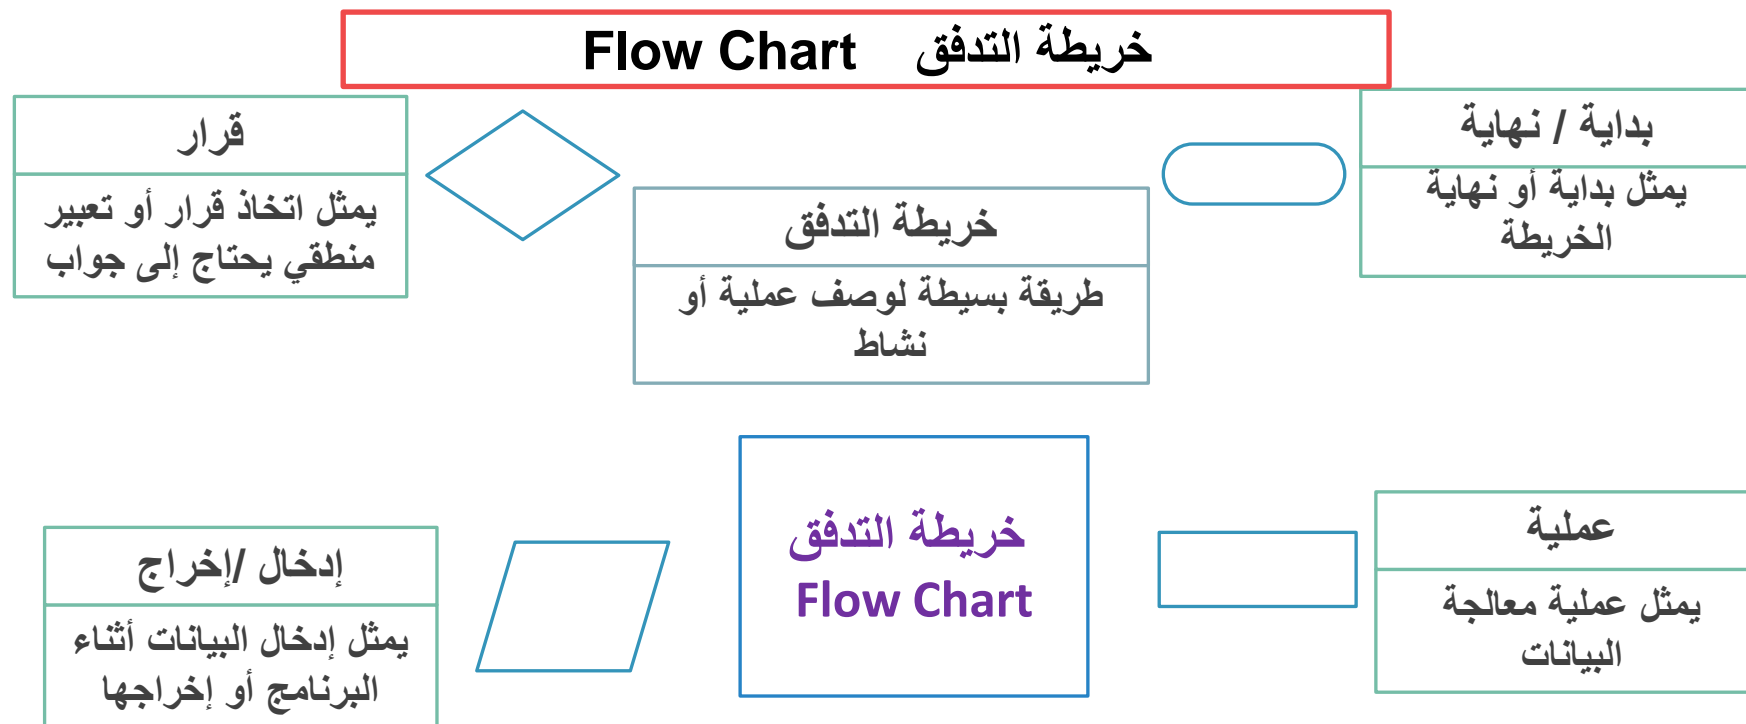 خريطة التدفق Flow Chart
بداية / نهاية
يمثل بداية أو نهاية
الخريطة
خريطة التدفق
طريقة بسيطة لوصف عملية أو
نشاط
قرار
يمثل اتخاذ قرار أو تعبير
منطقي يحتاج إلى جواب
عملية
يمثل عملية معالجة
البيانات
خريطة التدفق
Flow Chart
إدخال /إخراج
يمثل إدخال البيانات أثناء
البرنامج أو إخراجها